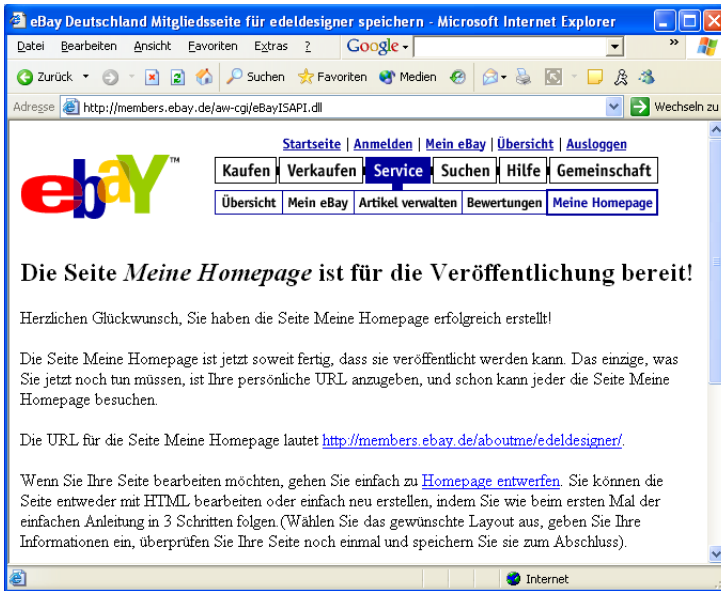 eBay Deutschland Mitgliedsseite für edeldesigner speichern - Microsoft Internet Explorer
Datei Bearbeiten Ansicht Favoriten Extras ? Google »
Zurück Suchen Favoriten Medien
Adresse http://members.ebay.de/aw-cgi/eBayISAPI.dll Wechseln zu
Startseite | Anmelden | Mein eBay | Übersicht | Ausloggen
ebaY™
Kaufen Verkaufen Service Suchen Hilfe Gemeinschaft
Übersicht Mein eBay Artikel verwalten Bewertungen Meine Homepage
Die Seite Meine Homepage ist für die Veröffentlichung bereit!
Herzlichen Glückwunsch, Sie haben die Seite Meine Homepage erfolgreich erstellt!
Die Seite Meine Homepage ist jetzt soweit fertig, dass sie veröffentlicht werden kann. Das einzige, was
Sie jetzt noch tun müssen, ist Ihre persönliche URL anzugeben, und schon kann jeder die Seite Meine
Homepage besuchen.
Die URL für die Seite Meine Homepage lautet http://members.ebay.de/aboutme/edeldesigner/.
Wenn Sie Ihre Seite bearbeiten möchten, gehen Sie einfach zu Homepage entwerfen. Sie können die
Seite entweder mit HTML bearbeiten oder einfach neu erstellen, indem Sie wie beim ersten Mal der
einfachen Anleitung in 3 Schritten folgen.(Wählen Sie das gewünschte Layout aus, geben Sie Ihre
Informationen ein, überprüfen Sie Ihre Seite noch einmal und speichern Sie sie zum Abschluss).
Internet